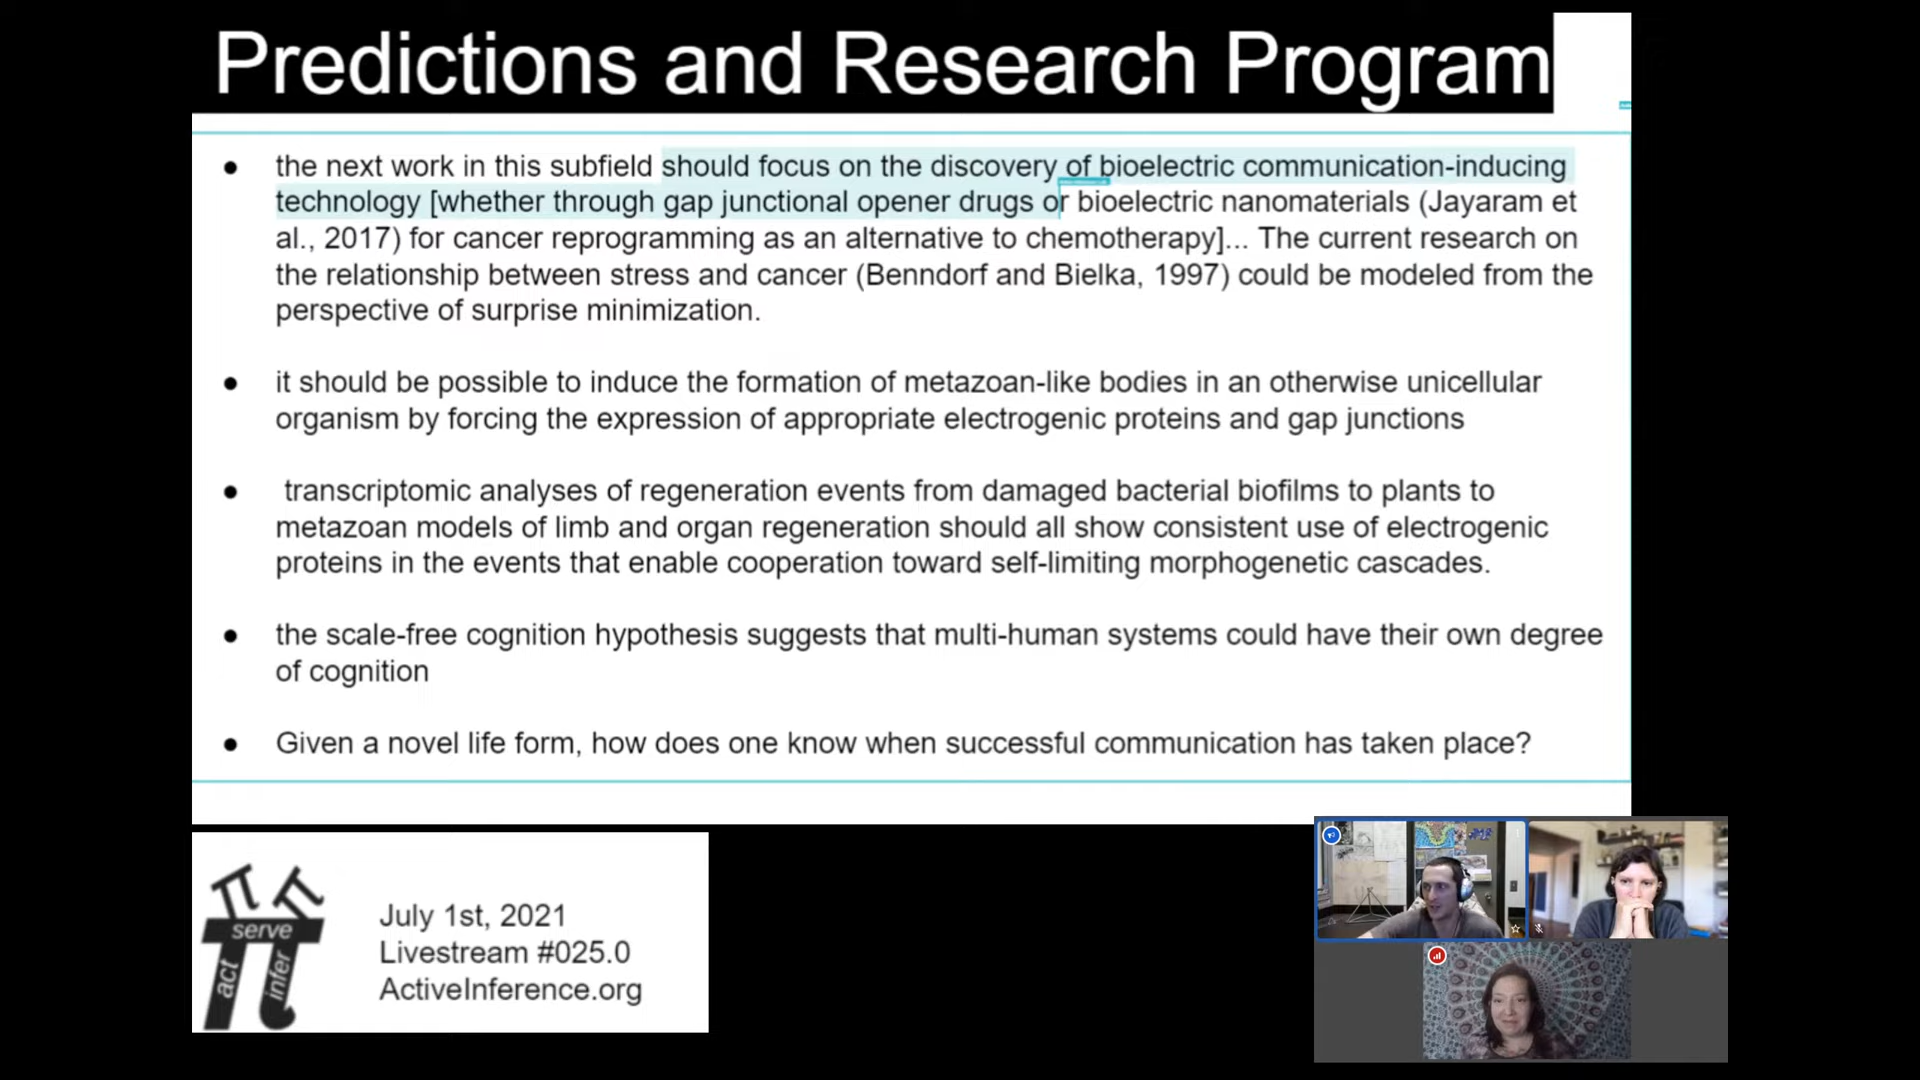 Predictions and Research Program
● the next work in this subfield should focus on the discovery of bioelectric communication-inducing
technology [whether through gap junctional opener drugs or bioelectric nanomaterials (Jayaram et
al., 2017) for cancer reprogramming as an alternative to chemotherapy]... The current research on
the relationship between stress and cancer (Benndorf and Bielka, 1997) could be modeled from the
perspective of surprise minimization.
● it should be possible to induce the formation of metazoan-like bodies in an otherwise unicellular
organism by forcing the expression of appropriate electrogenic proteins and gap junctions
● transcriptomic analyses of regeneration events from damaged bacterial biofilms to plants to
metazoan models of limb and organ regeneration should all show consistent use of electrogenic
proteins in the events that enable cooperation toward self-limiting morphogenetic cascades.
● the scale-free cognition hypothesis suggests that multi-human systems could have their own degree
of cognition
● Given a novel life form, how does one know when successful communication has taken place?
serve
act
infer
July 1st, 2021
Livestream #025.0
ActiveInference.org